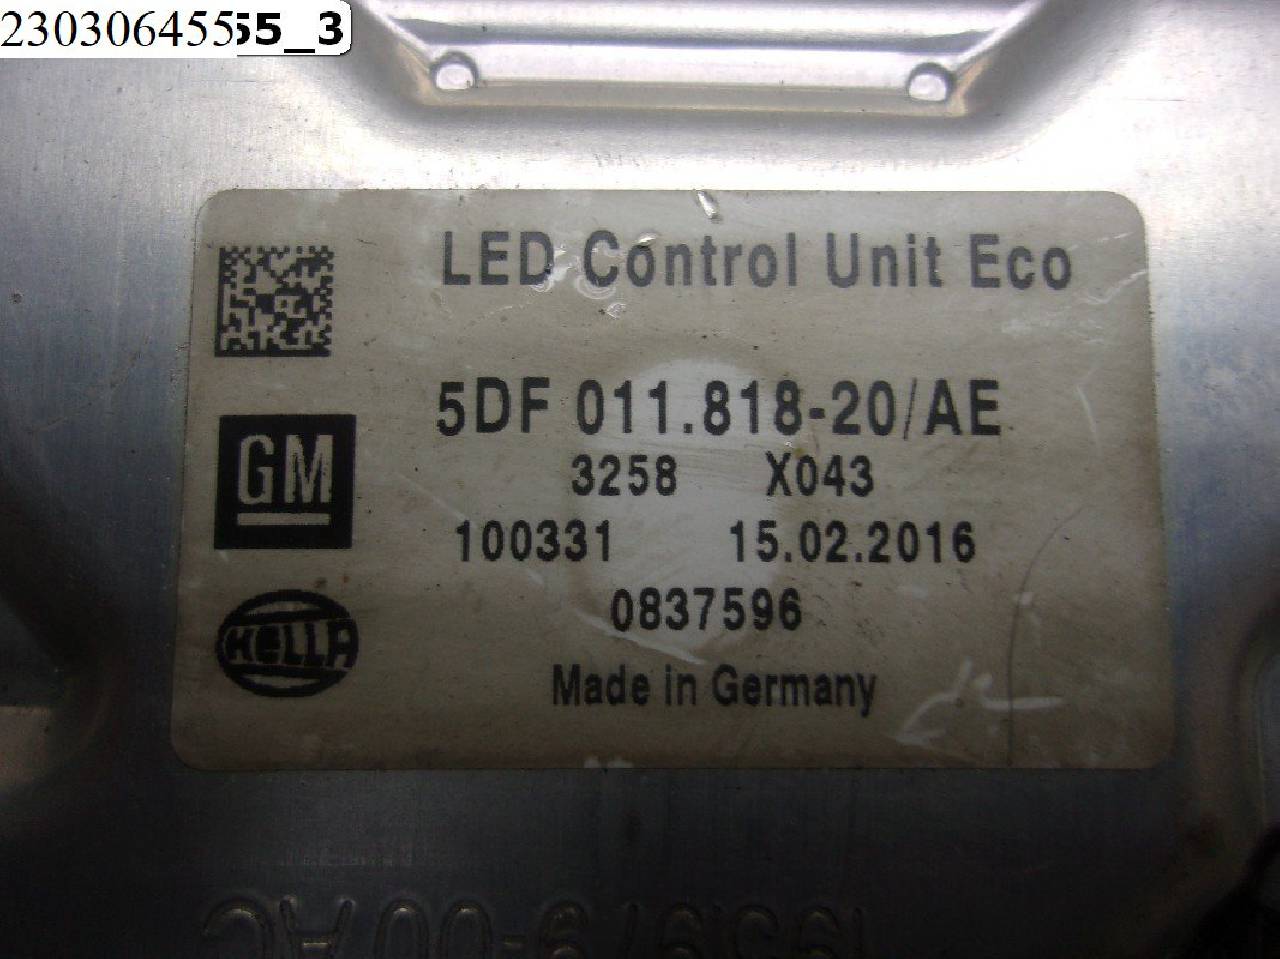 23030645555_3
LED Control Unit Eco
5DF 011.818-20/AE
GM
3258 X043
100331 15.02.2016
0837596
HELLA
Made in Germany